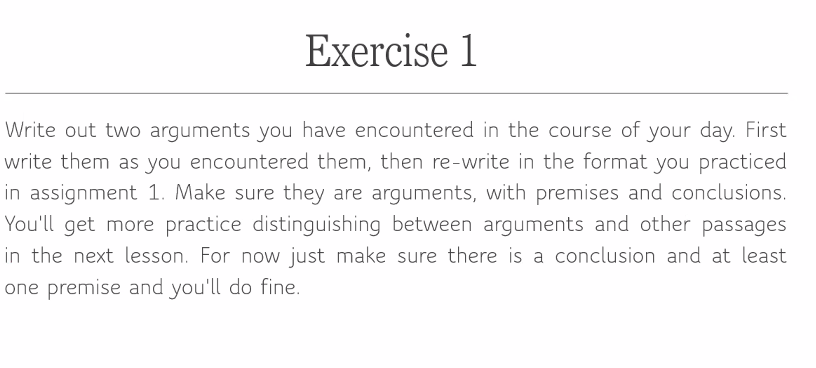 Exercise 1
Write out two arguments you have encountered in the course of your day. First
write them as you encountered them, then re-write in the format you practiced
in assignment 1. Make sure they are arguments, with premises and conclusions.
You'll get more practice distinguishing between arguments and other passages
in the next lesson. For now just make sure there is a conclusion and at least
one premise and you'll do fine.